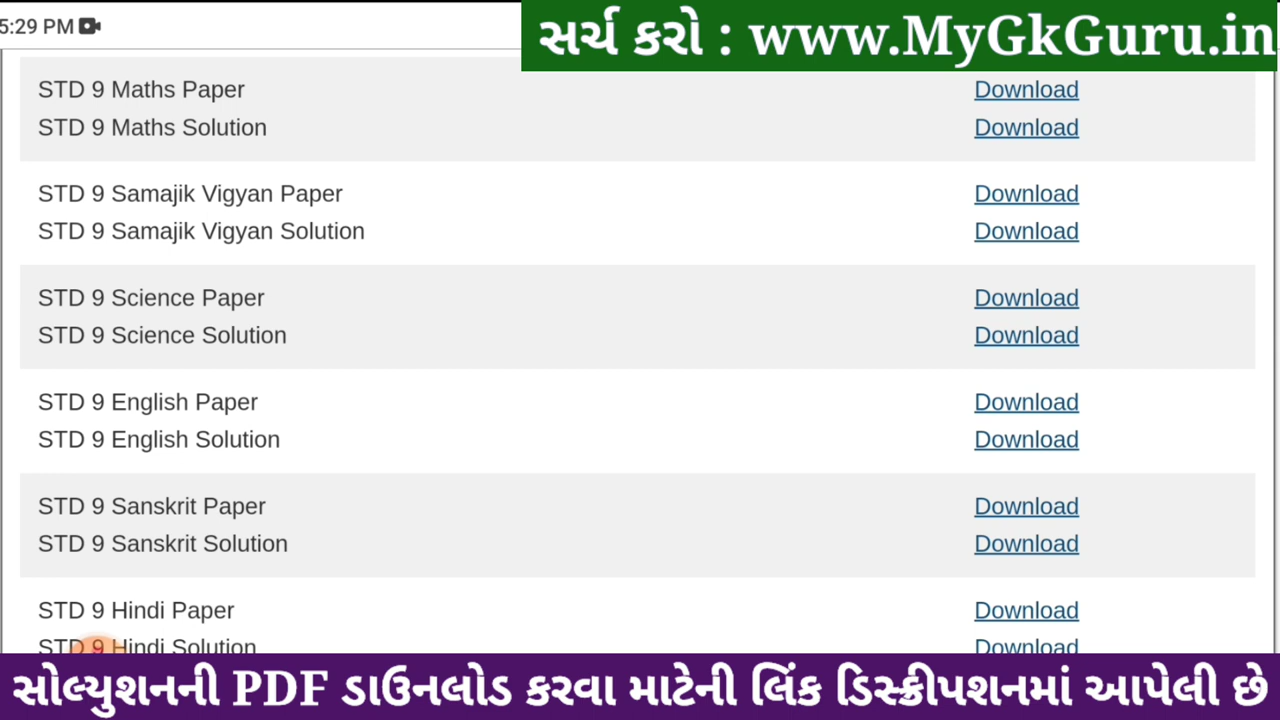 5:29 PM
સર્ચ કરો : www.MyGkGuru.in
STD 9 Maths Paper Download
STD 9 Maths Solution Download
STD 9 Samajik Vigyan Paper Download
STD 9 Samajik Vigyan Solution Download
STD 9 Science Paper Download
STD 9 Science Solution Download
STD 9 English Paper Download
STD 9 English Solution Download
STD 9 Sanskrit Paper Download
STD 9 Sanskrit Solution Download
STD 9 Hindi Paper Download
STD 9 Hindi Solution Download
સોલ્યુશનની PDF ડાઉનલોડ કરવા માટેની લિંક ડિસ્ક્રીપશનમાં આપેલી છે